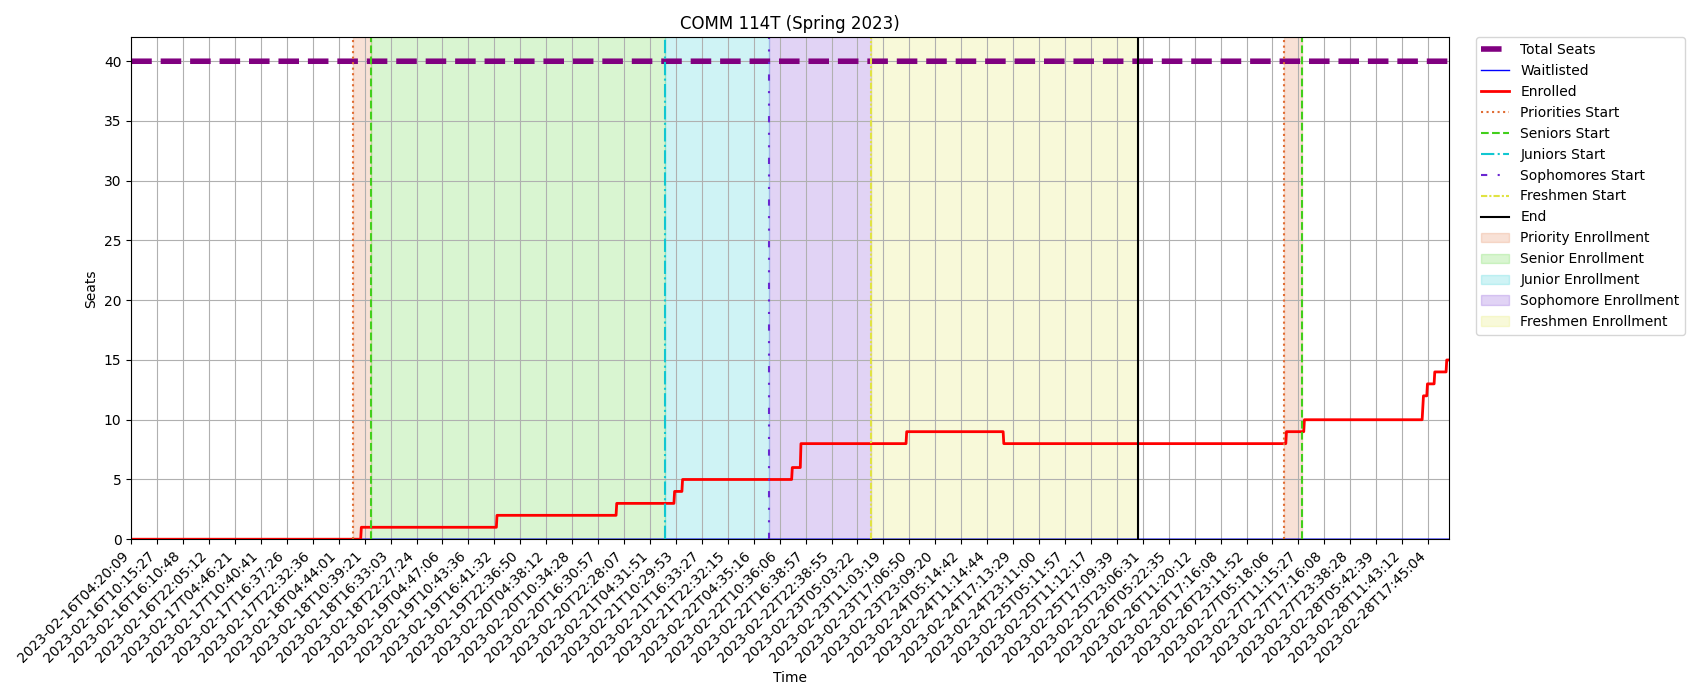 COMM 114T (Spring 2023)
Seats
40
35
30
25
20
15
10
5
0
2023-02-16T04:20:09
2023-02-16T10:15:27
2023-02-16T16:10:48
2023-02-16T22:05:12
2023-02-17T04:46:21
2023-02-17T10:40:41
2023-02-17T16:37:26
2023-02-17T22:32:36
2023-02-18T04:44:01
2023-02-18T10:39:21
2023-02-18T16:33:03
2023-02-18T22:27:24
2023-02-19T04:47:06
2023-02-19T10:43:36
2023-02-19T16:41:32
2023-02-19T22:36:50
2023-02-20T04:38:12
2023-02-20T10:34:28
2023-02-20T16:30:57
2023-02-20T22:28:07
2023-02-21T04:31:51
2023-02-21T10:29:53
2023-02-21T16:33:27
2023-02-21T22:32:15
2023-02-22T04:35:16
2023-02-22T10:36:06
2023-02-22T16:38:57
2023-02-22T22:38:55
2023-02-23T05:03:22
2023-02-23T11:03:19
2023-02-23T17:06:50
2023-02-23T23:09:20
2023-02-24T05:14:42
2023-02-24T11:14:44
2023-02-24T17:13:29
2023-02-24T23:11:00
2023-02-25T05:11:57
2023-02-25T11:12:17
2023-02-25T17:09:39
2023-02-25T23:06:31
2023-02-26T05:22:35
2023-02-26T11:20:12
2023-02-26T17:16:08
2023-02-26T23:11:52
2023-02-27T05:18:06
2023-02-27T11:15:27
2023-02-27T17:16:08
2023-02-27T23:38:28
2023-02-28T05:42:39
2023-02-28T11:43:12
2023-02-28T17:45:04
Time
Total Seats
Waitlisted
Enrolled
Priorities Start
Seniors Start
Juniors Start
Sophomores Start
Freshmen Start
End
Priority Enrollment
Senior Enrollment
Junior Enrollment
Sophomore Enrollment
Freshmen Enrollment